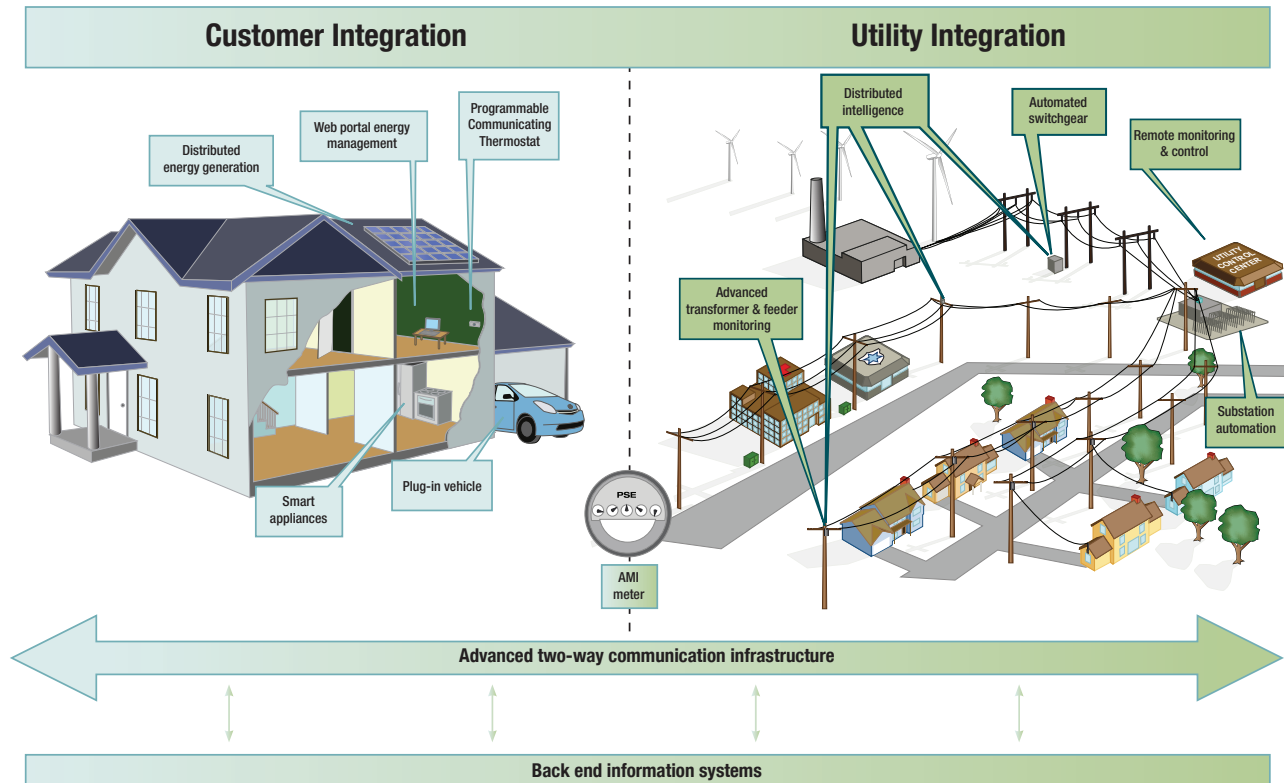 Customer Integration
Utility Integration
Distributed
energy generation
Web portal energy
management
Programmable
Communicating
Thermostat
Distributed
intelligence
Automated
switchgear
Remote monitoring
& control
UTILITY
CONTROL
CENTER
Advanced
transformer & feeder
monitoring
Substation
automation
Smart
appliances
Plug-in vehicle
PSE
AMI
meter
Advanced two-way communication infrastructure
Back end information systems